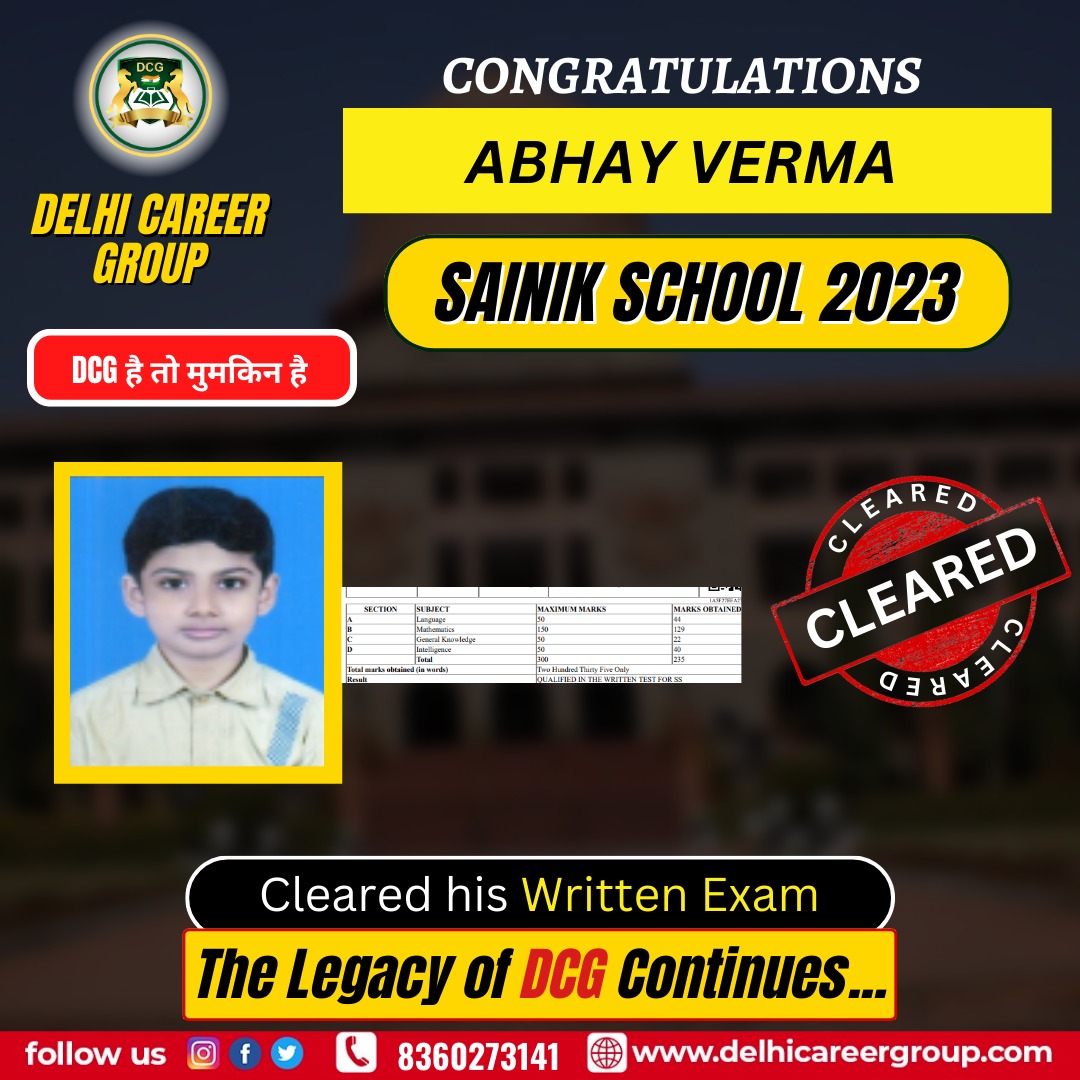 DCG
DELHI CAREER
GROUP
DCG है तो मुमकिन है
CONGRATULATIONS
ABHAY VERMA
SAINIK SCHOOL 2023
SECTION SUBJECT MAXIMUM MARKS MARKS OBTAINED
A Language 50 44
B Mathematics 150 129
C General Knowledge 50 22
D Intelligence 50 40
Total 300 235
Total marks obtained (in words) Two Hundred Thirty Five Only
Result QUALIFIED IN THE WRITTEN TEST FOR SS
CLEARED
CLEARED
CLEARED
Cleared his Written Exam
The Legacy of DCG Continues...
follow us 8360273141 www.delhicareergroup.com